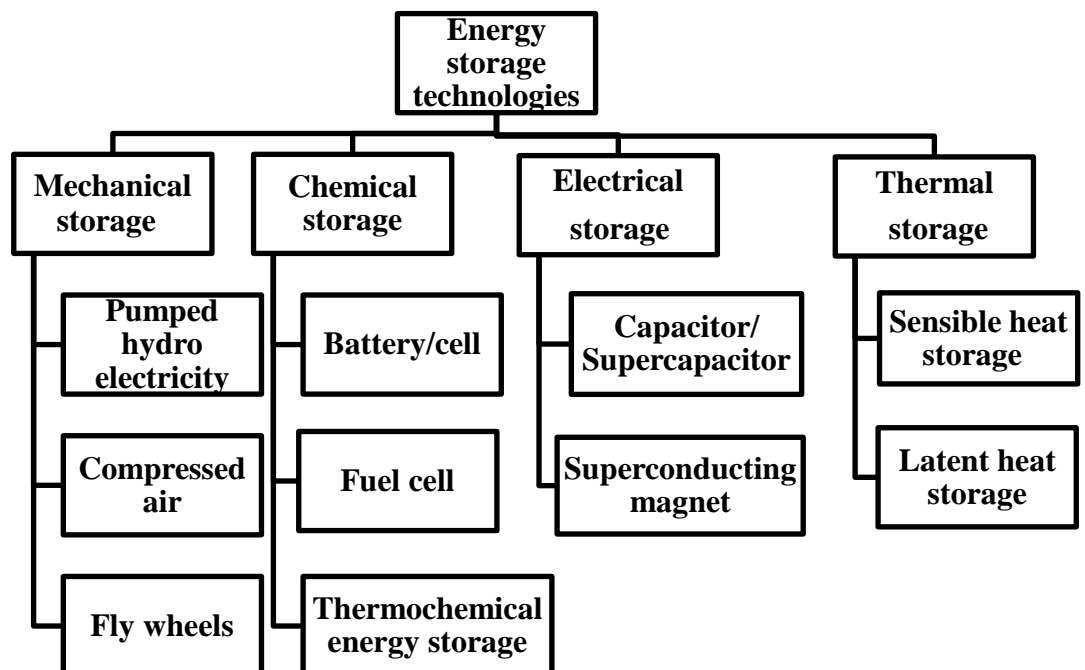 Energy
storage
technologies
Mechanical
storage
Chemical
storage
Electrical
storage
Thermal
storage
Pumped
hydro
electricity
Battery/cell
Capacitor/
Supercapacitor
Sensible heat
storage
Compressed
air
Fuel cell
Superconducting
magnet
Latent heat
storage
Fly wheels
Thermochemical
energy storage